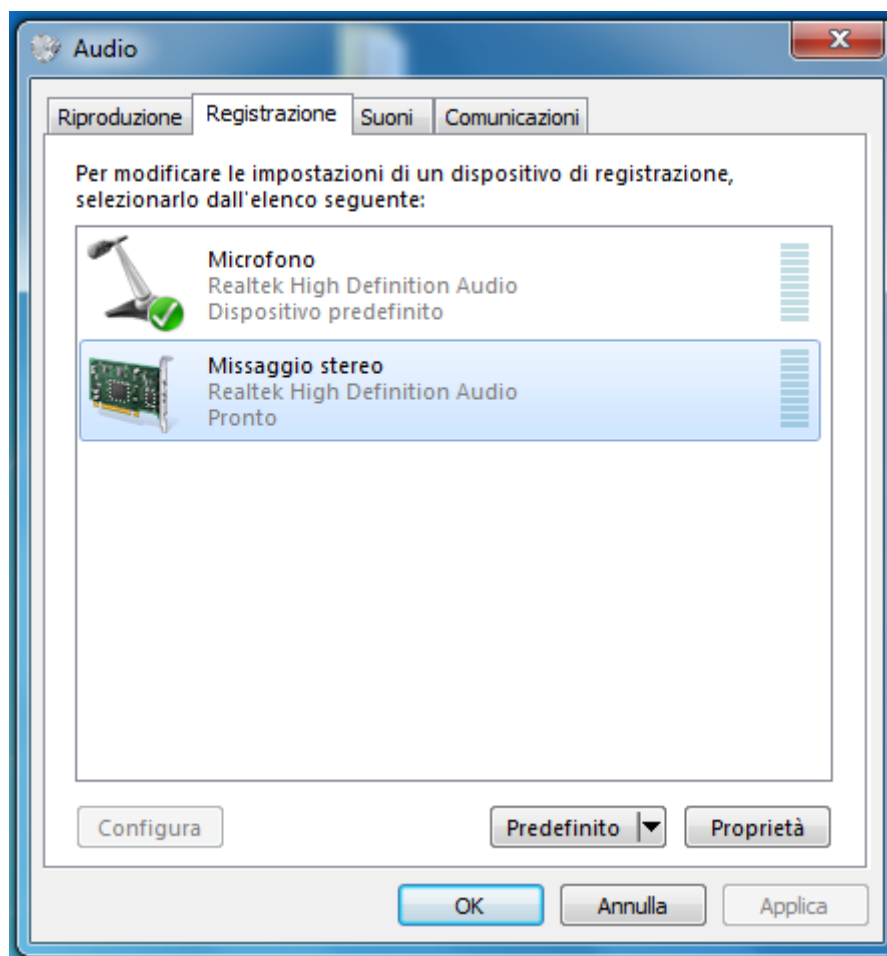 Audio
Riproduzione Registrazione Suoni Comunicazioni
Per modificare le impostazioni di un dispositivo di registrazione,
selezionarlo dall'elenco seguente:
Microfono
Realtek High Definition Audio
Dispositivo predefinito
Missaggio stereo
Realtek High Definition Audio
Pronto
Configura Predefinito Proprietà
OK Annulla Applica